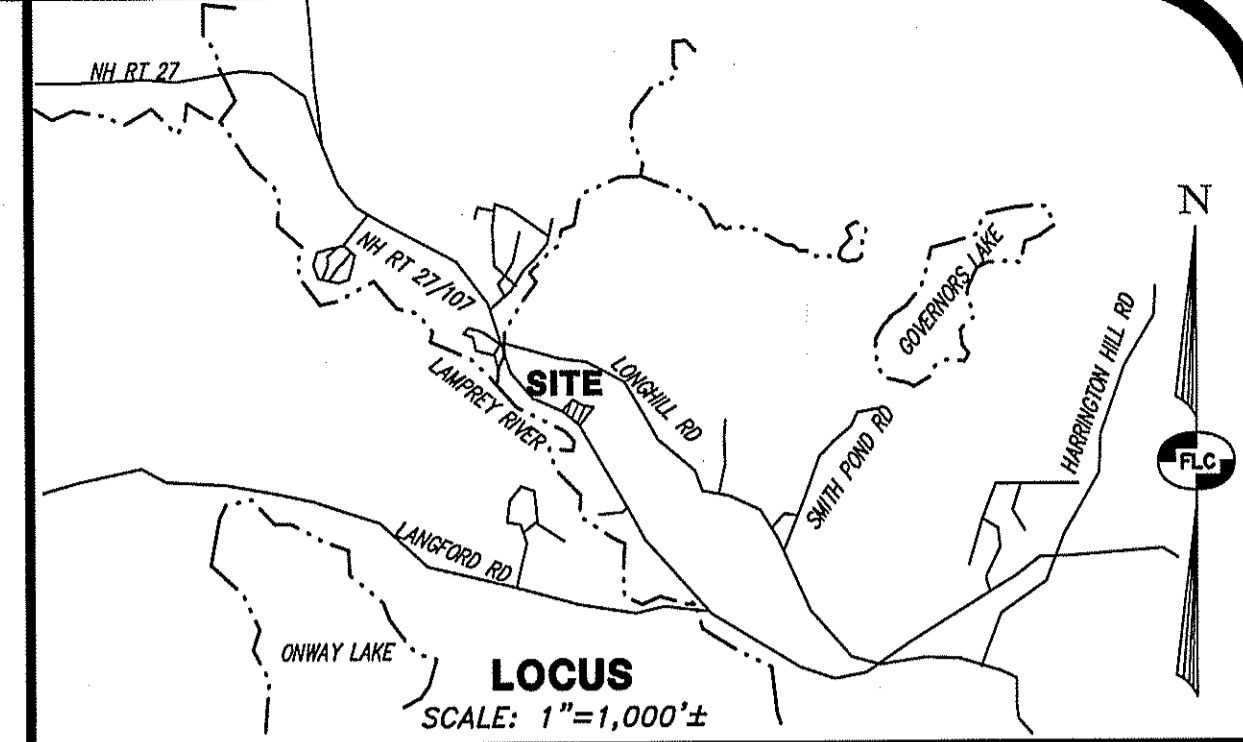 NH RT 27
N
NH RT 27/107
GOVERNORS LAKE
HARRINGTON HILL RD
LONGHILL RD
SITE
LAMPREY RIVER
SMITH POND RD
FLC
LANGFORD RD
ONWAY LAKE
LOCUS
SCALE: 1"=1,000'±